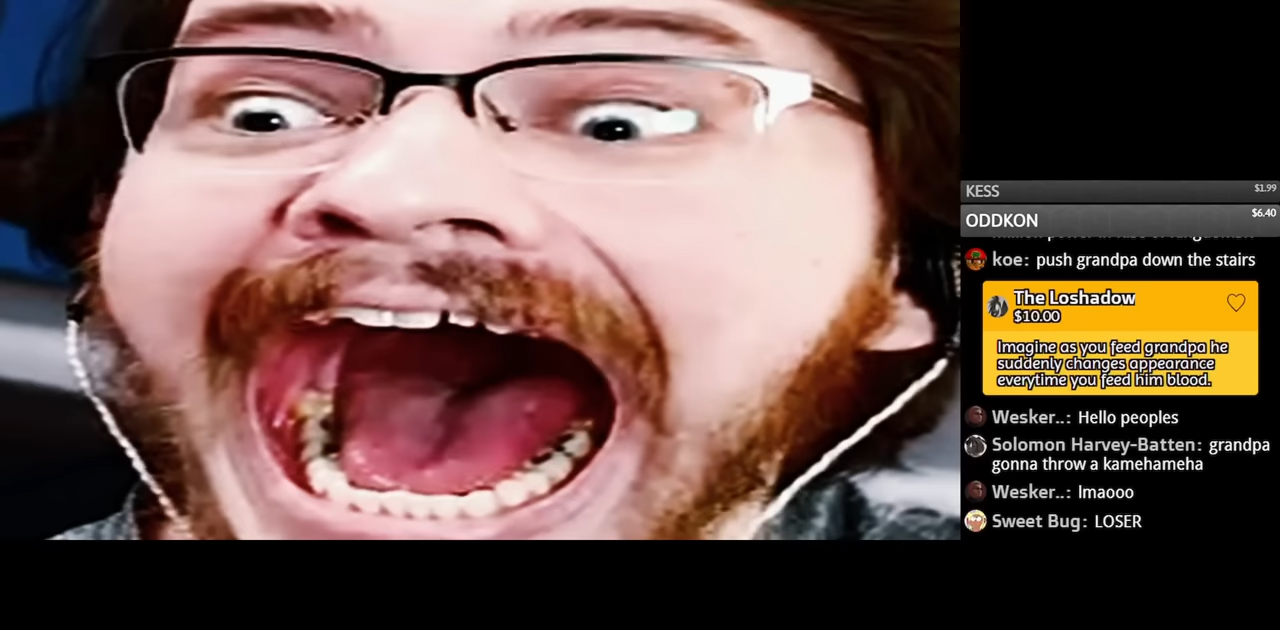 KESS
$1.99
ODDKON
$6.40
koe: push grandpa down the stairs
The Loshadow
$10.00
Imagine as you feed grandpa he
suddenly changes appearance
everytime you feed him blood.
Wesker..: Hello peoples
Solomon Harvey-Batten: grandpa
gonna throw a kamehameha
Wesker..: lmaooo
Sweet Bug: LOSER